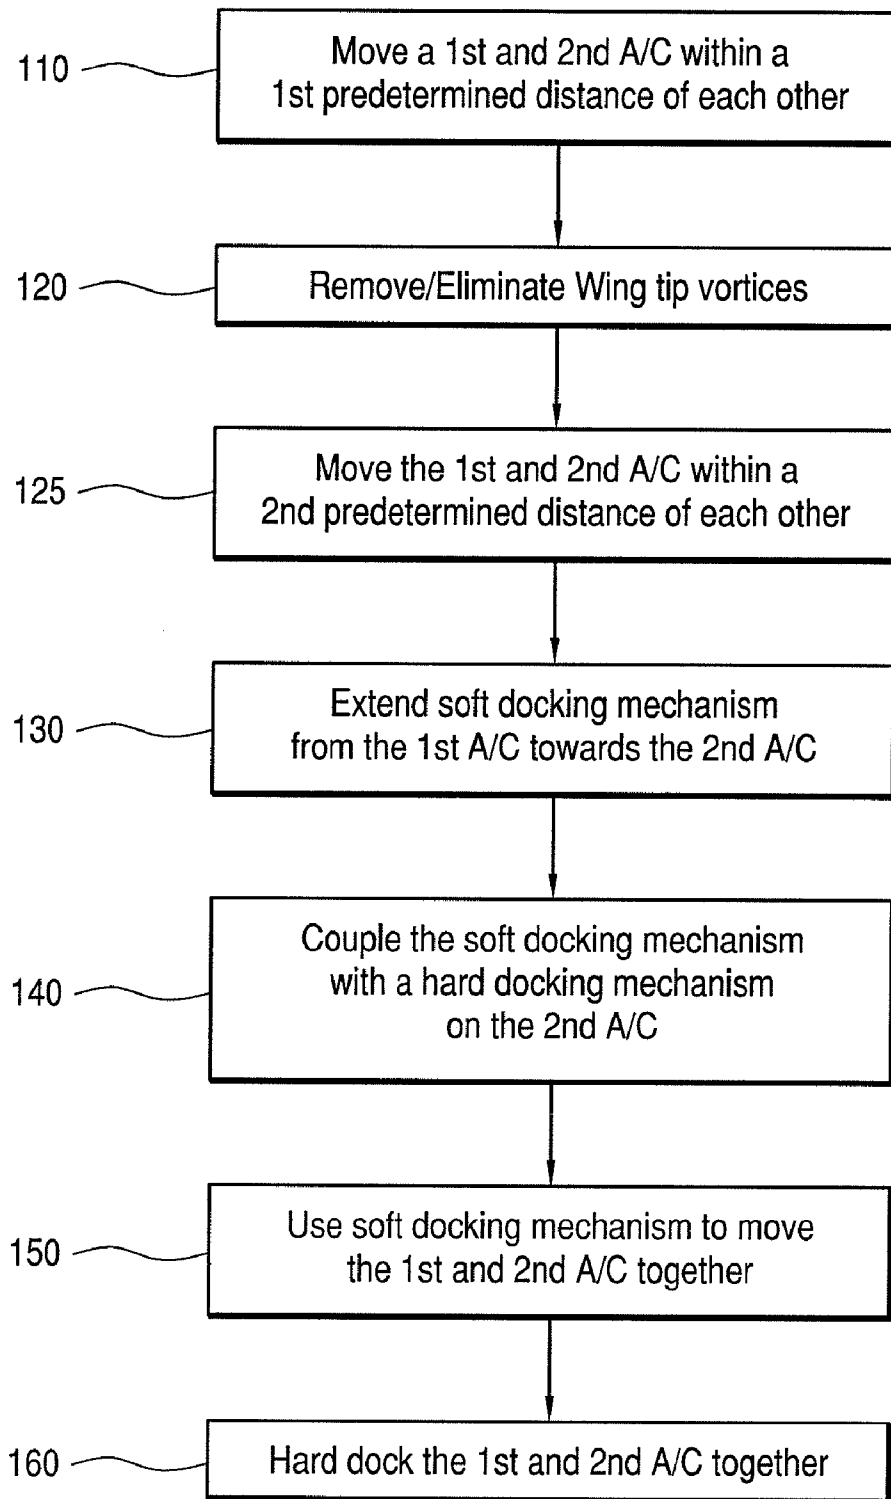 110
Move a 1st and 2nd A/C within a
1st predetermined distance of each other
120
Remove/Eliminate Wing tip vortices
125
Move the 1st and 2nd A/C within a
2nd predetermined distance of each other
130
Extend soft docking mechanism
from the 1st A/C towards the 2nd A/C
140
Couple the soft docking mechanism
with a hard docking mechanism
on the 2nd A/C
150
Use soft docking mechanism to move
the 1st and 2nd A/C together
160
Hard dock the 1st and 2nd A/C together